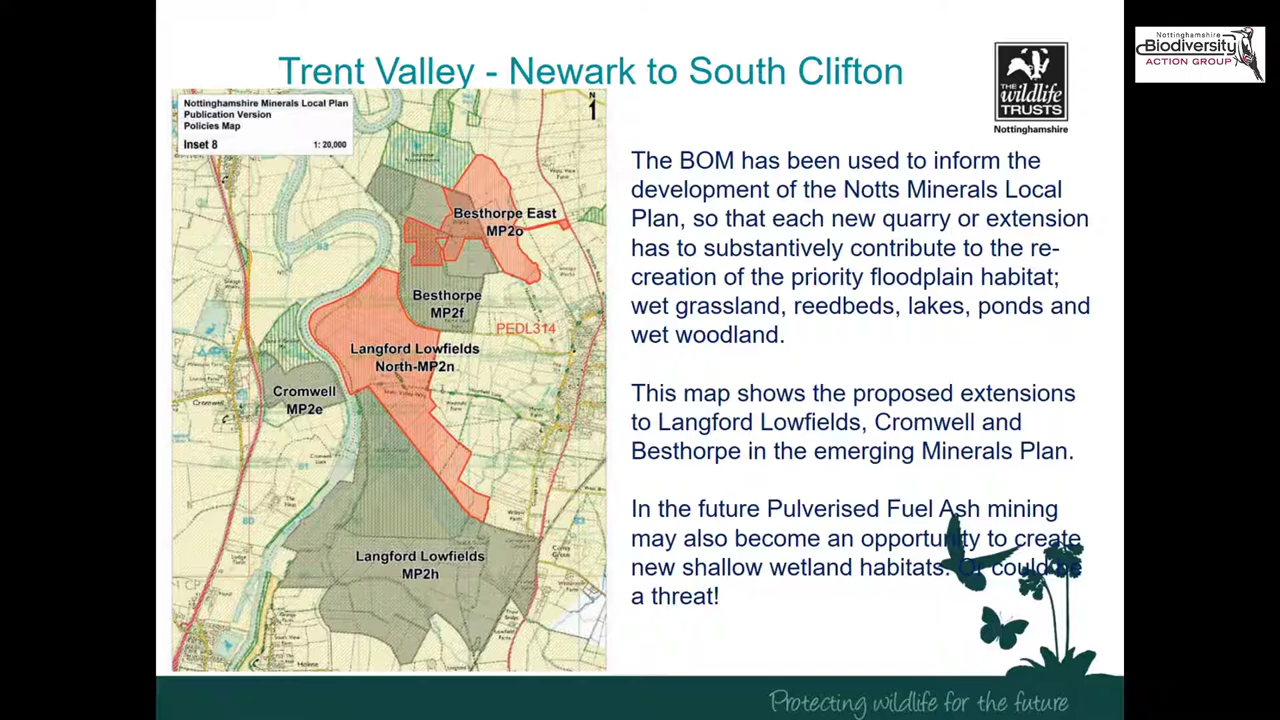 Trent Valley - Newark to South Clifton
Nottinghamshire
Biodiversity
ACTION GROUP
THE
wildlife
TRUSTS
Nottinghamshire
Nottinghamshire Minerals Local Plan
Publication Version
Policies Map
Inset 8
1: 20,000
N
1
Besthorpe East
MP2o
Besthorpe
MP2f
PEDL314
Langford Lowfields
North-MP2n
Cromwell
MP2e
Cromwell
Langford Lowfields
MP2h
The BOM has been used to inform the
development of the Notts Minerals Local
Plan, so that each new quarry or extension
has to substantively contribute to the re-
creation of the priority floodplain habitat;
wet grassland, reedbeds, lakes, ponds and
wet woodland.
This map shows the proposed extensions
to Langford Lowfields, Cromwell and
Besthorpe in the emerging Minerals Plan.
In the future Pulverised Fuel Ash mining
may also become an opportunity to create
new shallow wetland habitats. Or could be
a threat!
Protecting wildlife for the future